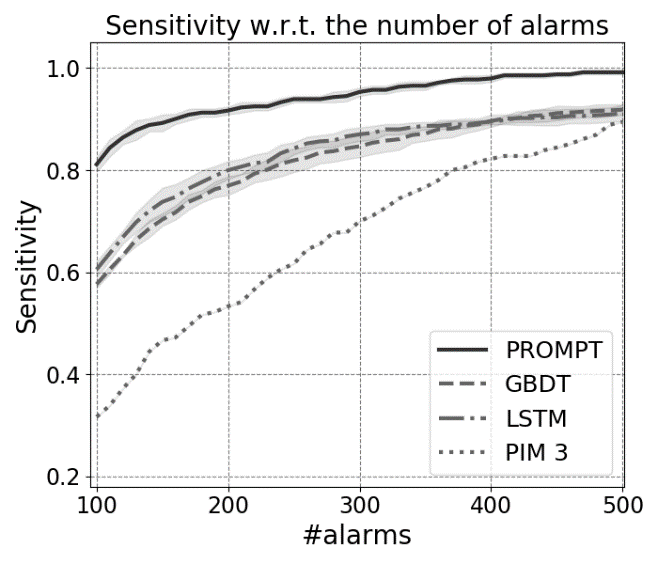 Sensitivity w.r.t. the number of alarms
1.0
0.8
0.6
0.4
0.2
Sensitivity
PROMPT
GBDT
LSTM
PIM 3
100 200 300 400 500
#alarms